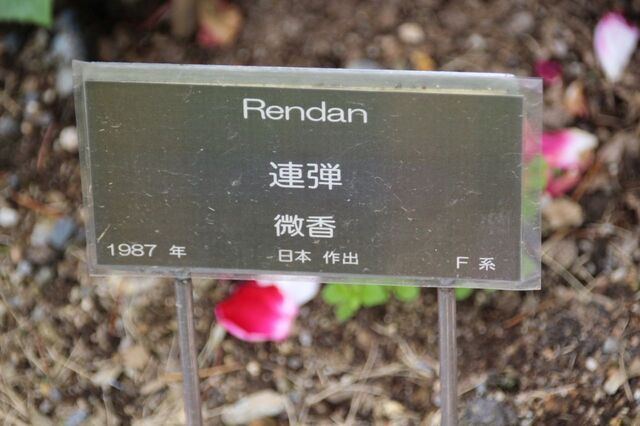 Rendan
連弾
微香
1987 年 日本 作出 F 系